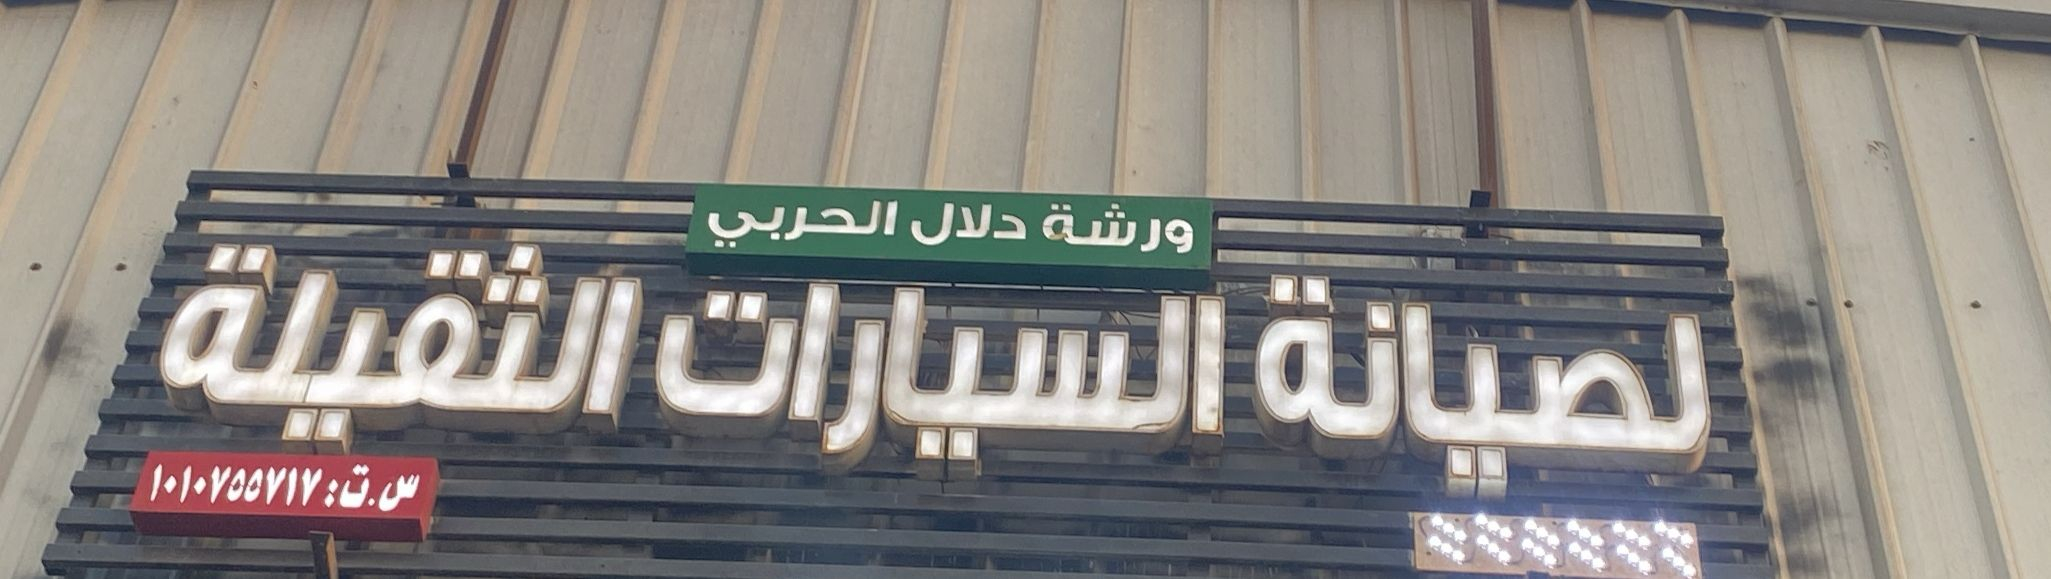 ورشة دلال الحربي
لصيانة السيارات الثقيلة
س.ت: ١٠١٠٧٥٥٧١٧